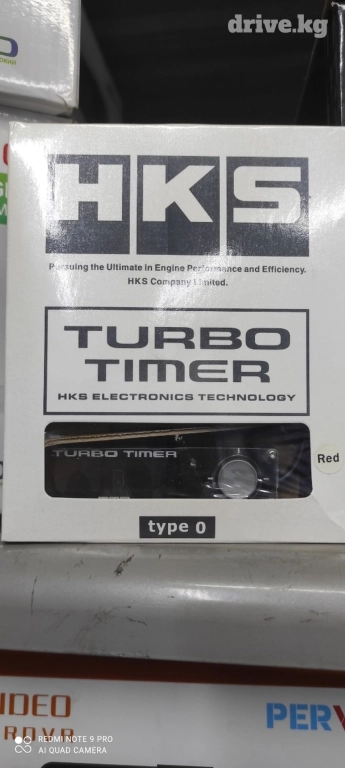 drive.kg
HKS
Pursuing the Ultimate in Engine Performance and Efficiency.
HKS Company Limited.
TURBO
TIMER
HKS ELECTRONICS TECHNOLOGY
TURBO TIMER
Red
type 0
IDEO
PER
REDMI NOTE 9 PRO
AI QUAD CAMERA